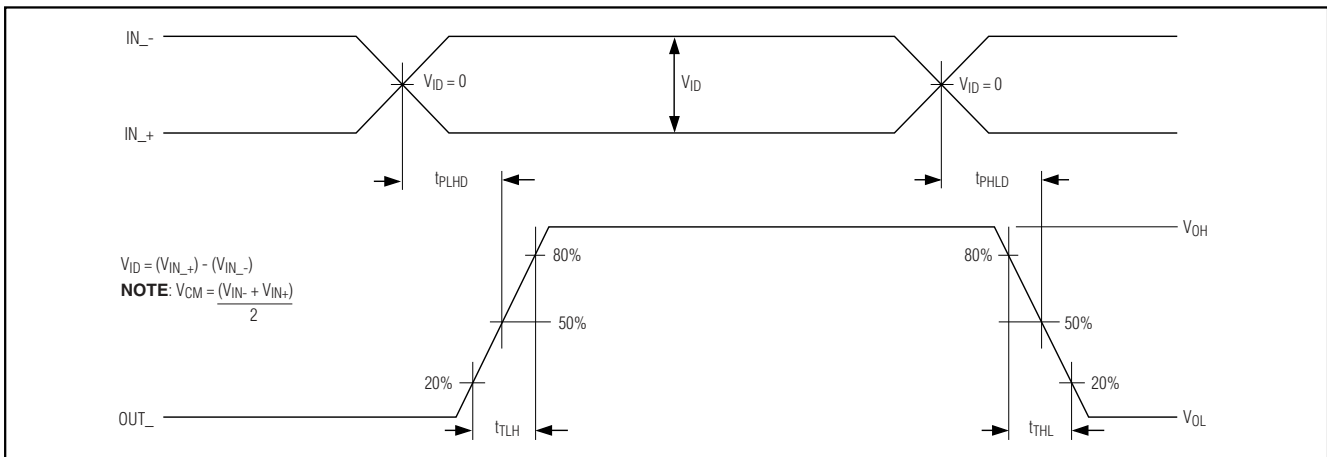 IN_-
V_ID = 0
V_ID
V_ID = 0
IN_+
t_PLHD
t_PHLD
V_OH
80%
80%
V_ID = (V_IN_+) - (V_IN_-)
NOTE: V_CM = (V_IN- + V_IN+)
2
50%
50%
20%
20%
OUT_
t_TLH
t_THL
V_OL